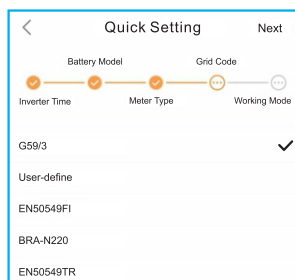 Quick Setting Next
Battery Model Grid Code
Inverter Time Meter Type Working Mode
G59/3
User-define
EN50549FI
BRA-N220
EN50549TR